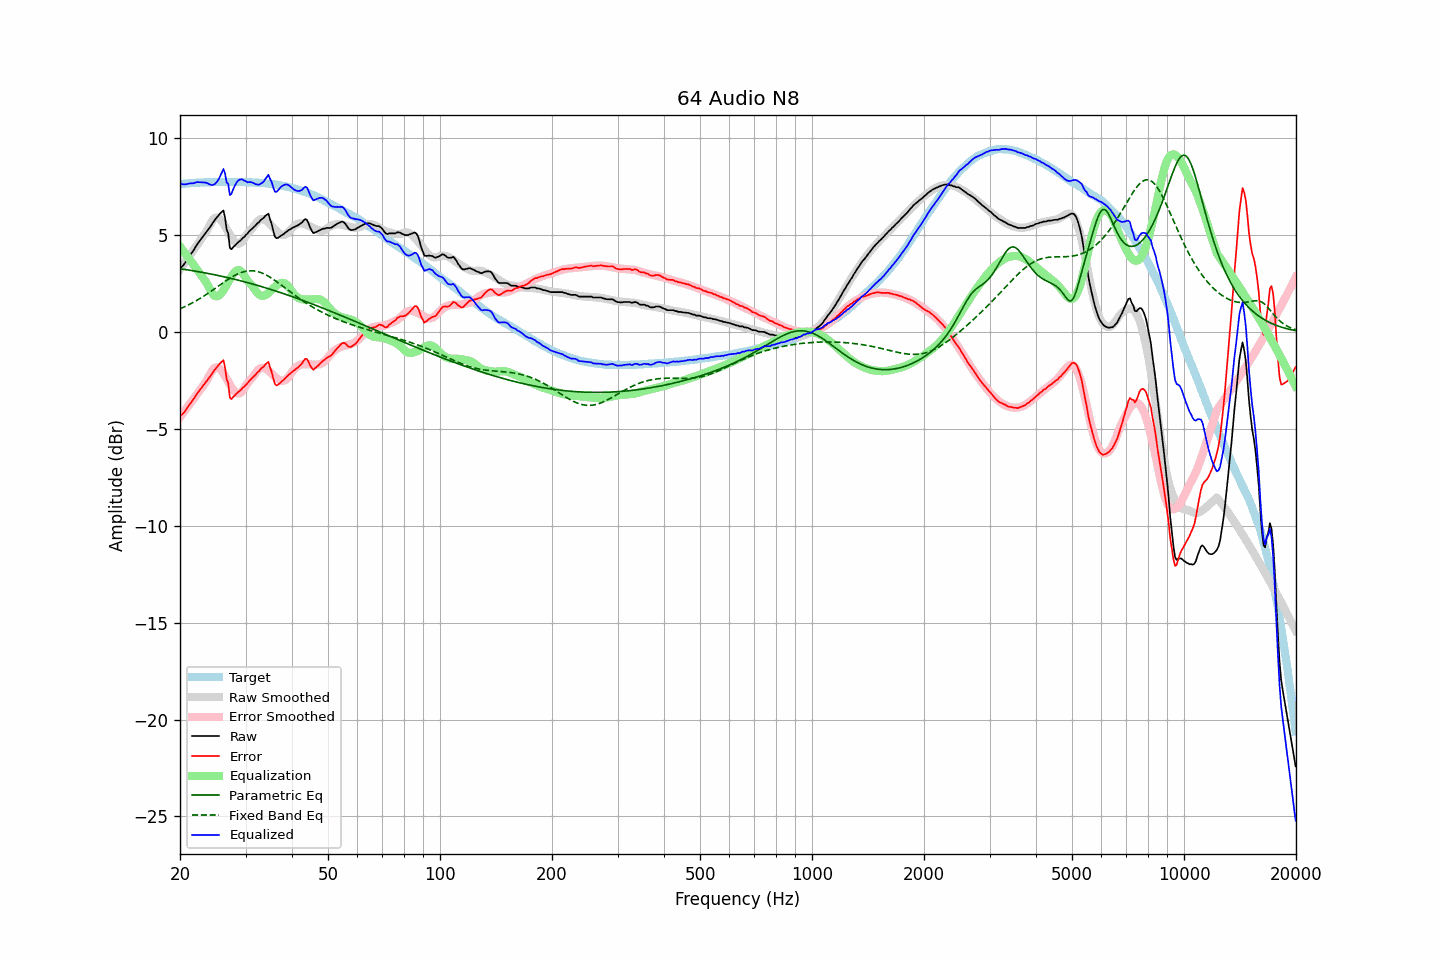 64 Audio N8
10
5
0
−5
−10
−15
−20
−25
Amplitude (dBr)
Target
Raw Smoothed
Error Smoothed
Raw
Error
Equalization
Parametric Eq
Fixed Band Eq
Equalized
20 50 100 200 500 1000 2000 5000 10000 20000
Frequency (Hz)